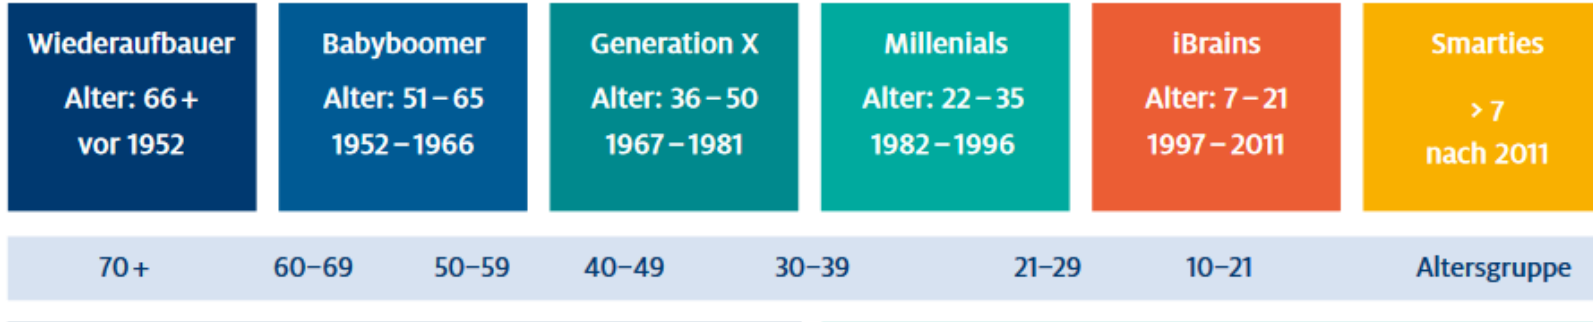 Wiederaufbauer
Alter: 66 +
vor 1952
Babyboomer
Alter: 51 – 65
1952 – 1966
Generation X
Alter: 36 – 50
1967 – 1981
Millenials
Alter: 22 – 35
1982 – 1996
iBrains
Alter: 7 – 21
1997 – 2011
Smarties
> 7
nach 2011
70 + 60–69 50–59 40–49 30–39 21–29 10–21 Altersgruppe